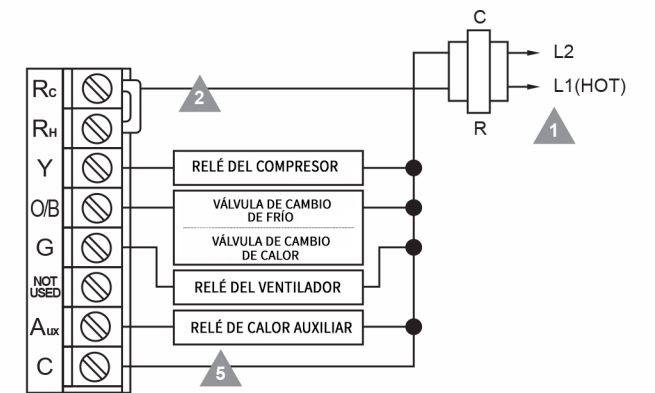 C
L2
L1(HOT)
R
1
2
5
Rc
RH
Y
O/B
G
NOT
USED
Aux
C
RELÉ DEL COMPRESOR
VÁLVULA DE CAMBIO
DE FRÍO
VÁLVULA DE CAMBIO
DE CALOR
RELÉ DEL VENTILADOR
RELÉ DE CALOR AUXILIAR